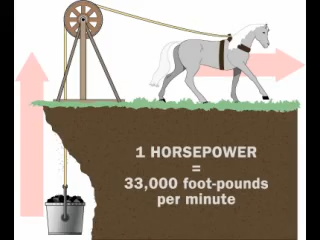 1 HORSEPOWER
=
33,000 foot-pounds
per minute